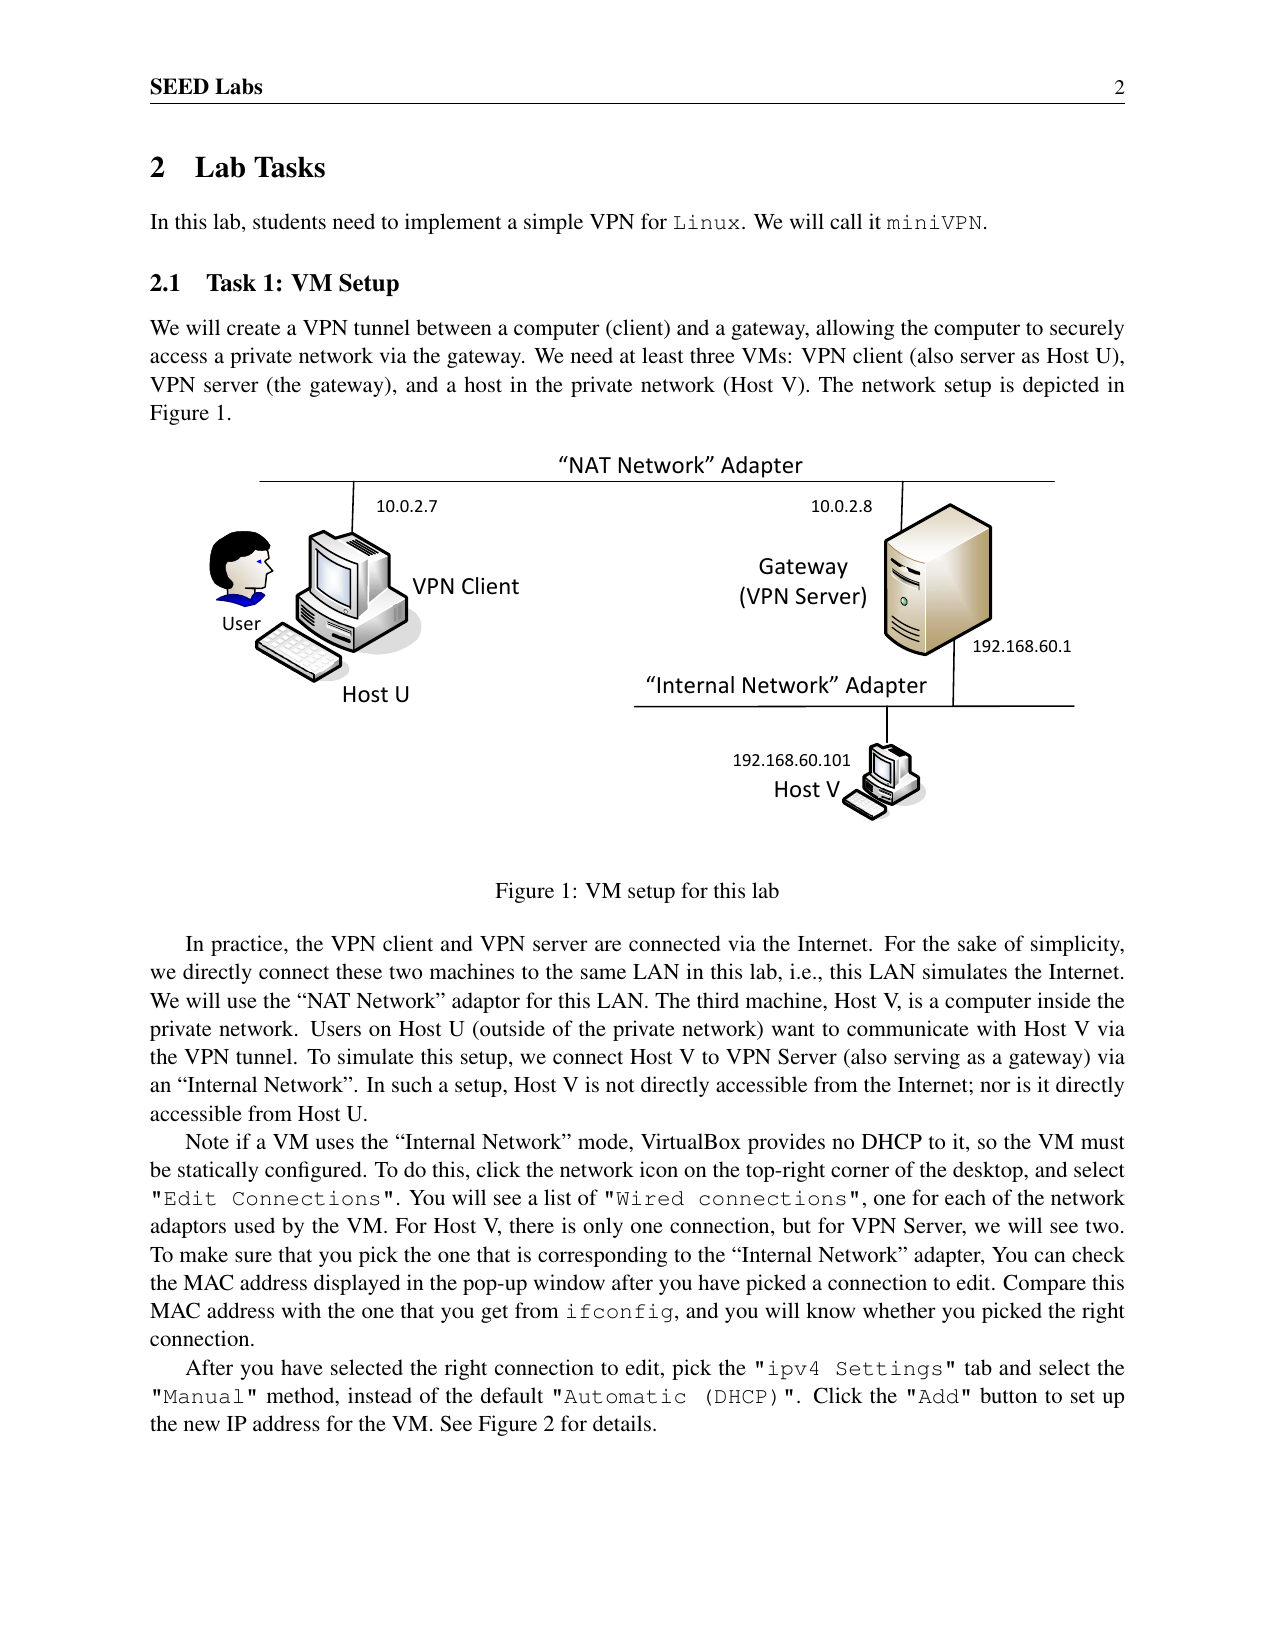 SEED Labs 2
2 Lab Tasks
In this lab, students need to implement a simple VPN for Linux. We will call it miniVPN.
2.1 Task 1: VM Setup
We will create a VPN tunnel between a computer (client) and a gateway, allowing the computer to securely
access a private network via the gateway. We need at least three VMs: VPN client (also server as Host U),
VPN server (the gateway), and a host in the private network (Host V). The network setup is depicted in
Figure 1.
“NAT Network” Adapter
10.0.2.7
10.0.2.8
VPN Client
Gateway
(VPN Server)
User
192.168.60.1
Host U
“Internal Network” Adapter
192.168.60.101
Host V
Figure 1: VM setup for this lab
In practice, the VPN client and VPN server are connected via the Internet. For the sake of simplicity,
we directly connect these two machines to the same LAN in this lab, i.e., this LAN simulates the Internet.
We will use the “NAT Network” adaptor for this LAN. The third machine, Host V, is a computer inside the
private network. Users on Host U (outside of the private network) want to communicate with Host V via
the VPN tunnel. To simulate this setup, we connect Host V to VPN Server (also serving as a gateway) via
an “Internal Network”. In such a setup, Host V is not directly accessible from the Internet; nor is it directly
accessible from Host U.
Note if a VM uses the “Internal Network” mode, VirtualBox provides no DHCP to it, so the VM must
be statically configured. To do this, click the network icon on the top-right corner of the desktop, and select
"Edit Connections". You will see a list of "Wired connections", one for each of the network
adaptors used by the VM. For Host V, there is only one connection, but for VPN Server, we will see two.
To make sure that you pick the one that is corresponding to the “Internal Network” adapter, You can check
the MAC address displayed in the pop-up window after you have picked a connection to edit. Compare this
MAC address with the one that you get from ifconfig, and you will know whether you picked the right
connection.
After you have selected the right connection to edit, pick the "ipv4 Settings" tab and select the
"Manual" method, instead of the default "Automatic (DHCP)". Click the "Add" button to set up
the new IP address for the VM. See Figure 2 for details.